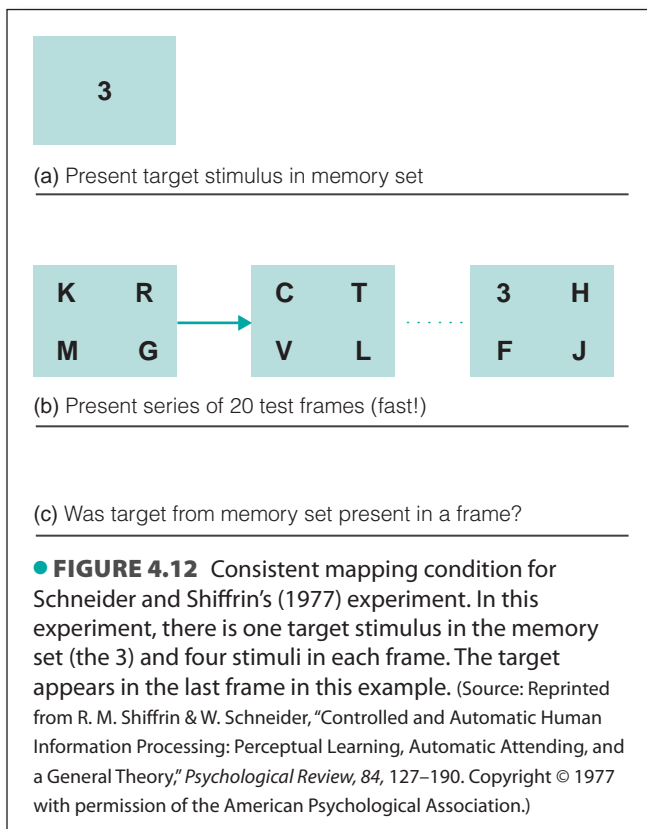 3
(a) Present target stimulus in memory set
K R C T 3 H
M G V L F J
(b) Present series of 20 test frames (fast!)
(c) Was target from memory set present in a frame?
● FIGURE 4.12 Consistent mapping condition for
Schneider and Shiffrin's (1977) experiment. In this
experiment, there is one target stimulus in the memory
set (the 3) and four stimuli in each frame. The target
appears in the last frame in this example. (Source: Reprinted
from R. M. Shiffrin & W. Schneider, “Controlled and Automatic Human
Information Processing: Perceptual Learning, Automatic Attending, and
a General Theory,” Psychological Review, 84, 127–190. Copyright © 1977
with permission of the American Psychological Association.)